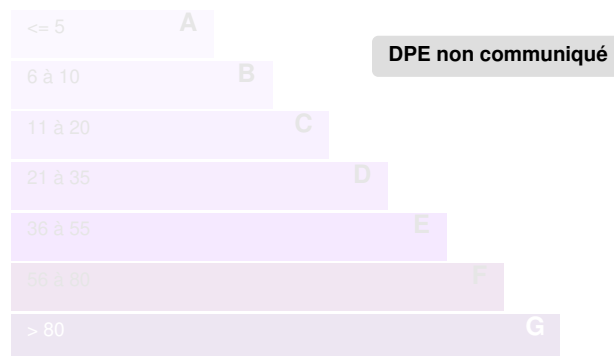 <= 5 A
DPE non communiqué
6 à 10 B
11 à 20 C
21 à 35 D
36 à 55 E
56 à 80 F
> 80 G